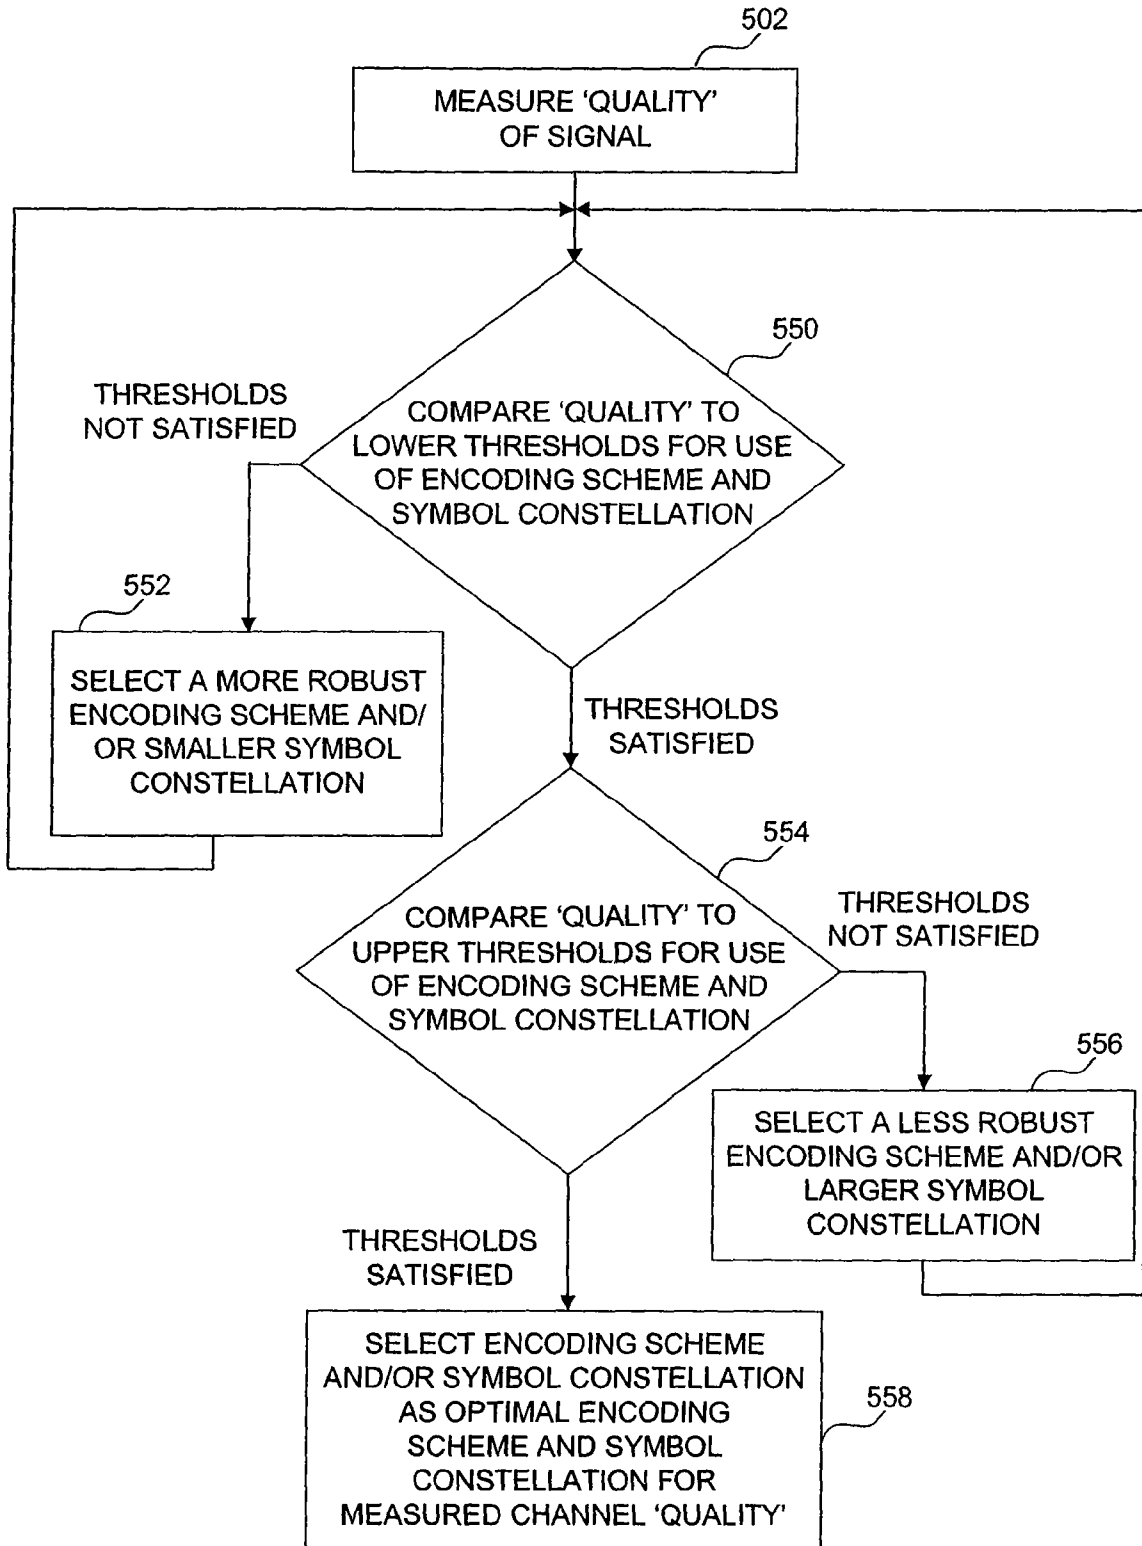 502
MEASURE ‘QUALITY’
OF SIGNAL
550
THRESHOLDS
NOT SATISFIED
COMPARE ‘QUALITY’ TO
LOWER THRESHOLDS FOR USE
OF ENCODING SCHEME AND
SYMBOL CONSTELLATION
552
SELECT A MORE ROBUST
ENCODING SCHEME AND/
OR SMALLER SYMBOL
CONSTELLATION
THRESHOLDS
SATISFIED
554
COMPARE ‘QUALITY’ TO
UPPER THRESHOLDS FOR USE
OF ENCODING SCHEME AND
SYMBOL CONSTELLATION
THRESHOLDS
NOT SATISFIED
556
SELECT A LESS ROBUST
ENCODING SCHEME AND/OR
LARGER SYMBOL
CONSTELLATION
THRESHOLDS
SATISFIED
SELECT ENCODING SCHEME
AND/OR SYMBOL CONSTELLATION
AS OPTIMAL ENCODING
SCHEME AND SYMBOL
CONSTELLATION FOR
MEASURED CHANNEL ‘QUALITY’
558